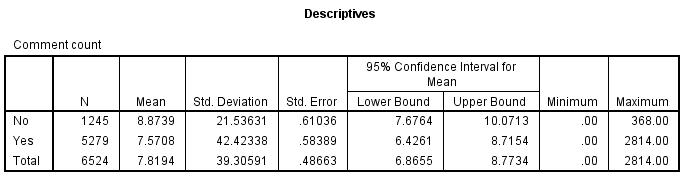 Descriptives
Comment count
95% Confidence Interval for Mean
N Mean Std. Deviation Std. Error Lower Bound Upper Bound Minimum Maximum
No 1245 8.8739 21.53631 .61036 7.6764 10.0713 .00 368.00
Yes 5279 7.5708 42.42338 .58389 6.4261 8.7154 .00 2814.00
Total 6524 7.8194 39.30591 .48663 6.8655 8.7734 .00 2814.00